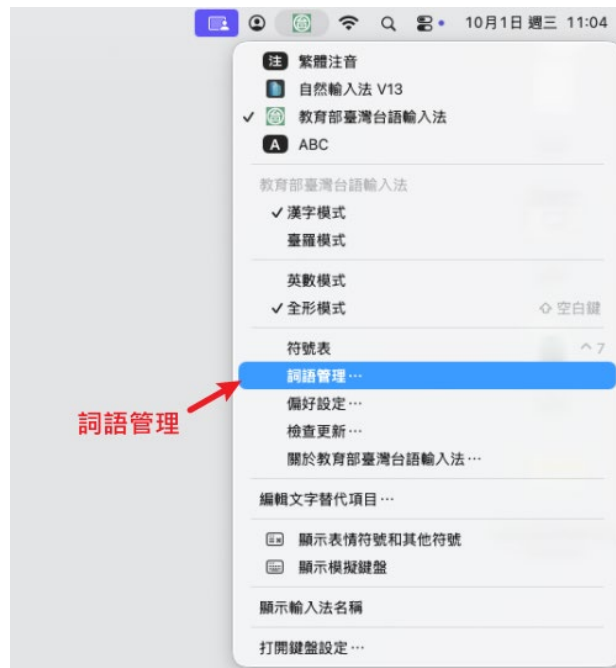 10月1日 週三 11:04
注 繁體注音
自然輸入法 V13
✓ 教育部臺灣台語輸入法
A ABC
教育部臺灣台語輸入法
✓漢字模式
臺羅模式
英數模式
✓全形模式 ⇧ 空白鍵
符號表 ^ 7
詞語管理…
詞語管理
偏好設定…
檢查更新…
關於教育部臺灣台語輸入法…
編輯文字替代項目…
顯示表情符號和其他符號
顯示模擬鍵盤
顯示輸入法名稱
打開鍵盤設定…